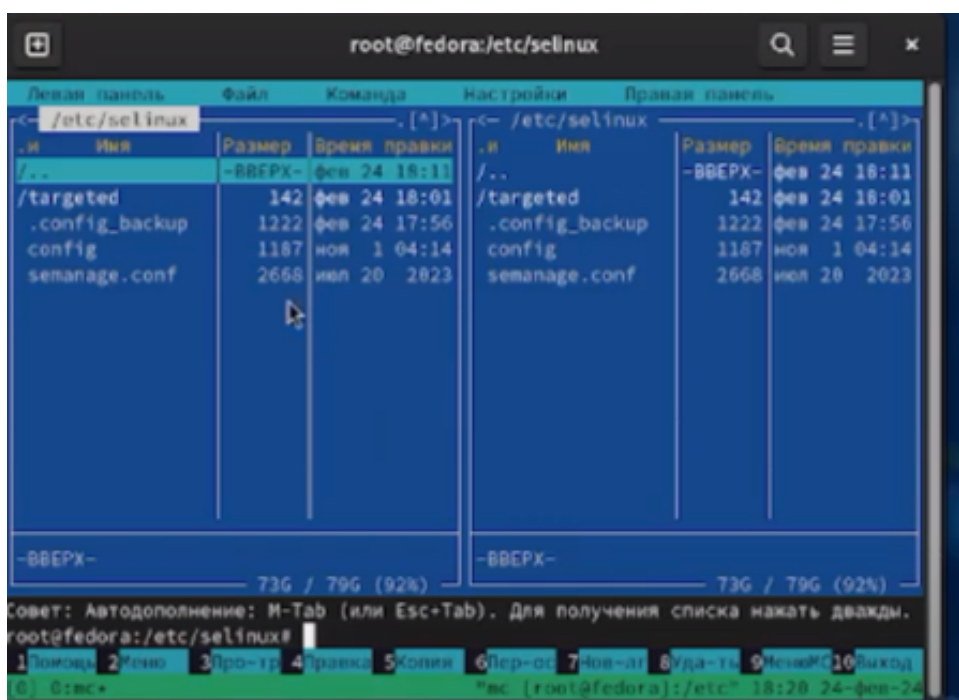 root@fedora:/etc/selinux
Левая панель Файл Команда Настройки Правая панель
<– /etc/selinux .[^]> <– /etc/selinux .[^]>
.и Имя Размер Время правки .и Имя Размер Время правки
/.. -ВВЕРХ- фев 24 18:11 /.. -ВВЕРХ- фев 24 18:11
/targeted 142 фев 24 18:01 /targeted 142 фев 24 18:01
.config_backup 1222 фев 24 17:56 .config_backup 1222 фев 24 17:56
config 1187 ноя 1 04:14 config 1187 ноя 1 04:14
semanage.conf 2668 июл 20 2023 semanage.conf 2668 июл 20 2023
-ВВЕРХ- -ВВЕРХ-
73G / 79G (92%) 73G / 79G (92%)
Совет: Автодополнение: M-Tab (или Esc+Tab). Для получения списка нажать дважды.
root@fedora:/etc/selinux#
1Помощь 2Меню 3Про-тр 4Правка 5Копия 6Пер-ос 7Нов-ог 8Уда-ть 9МенюMC 10Выход
[0] 0:mc* "mc [root@fedora]:/etc" 18:20 24-фев-24